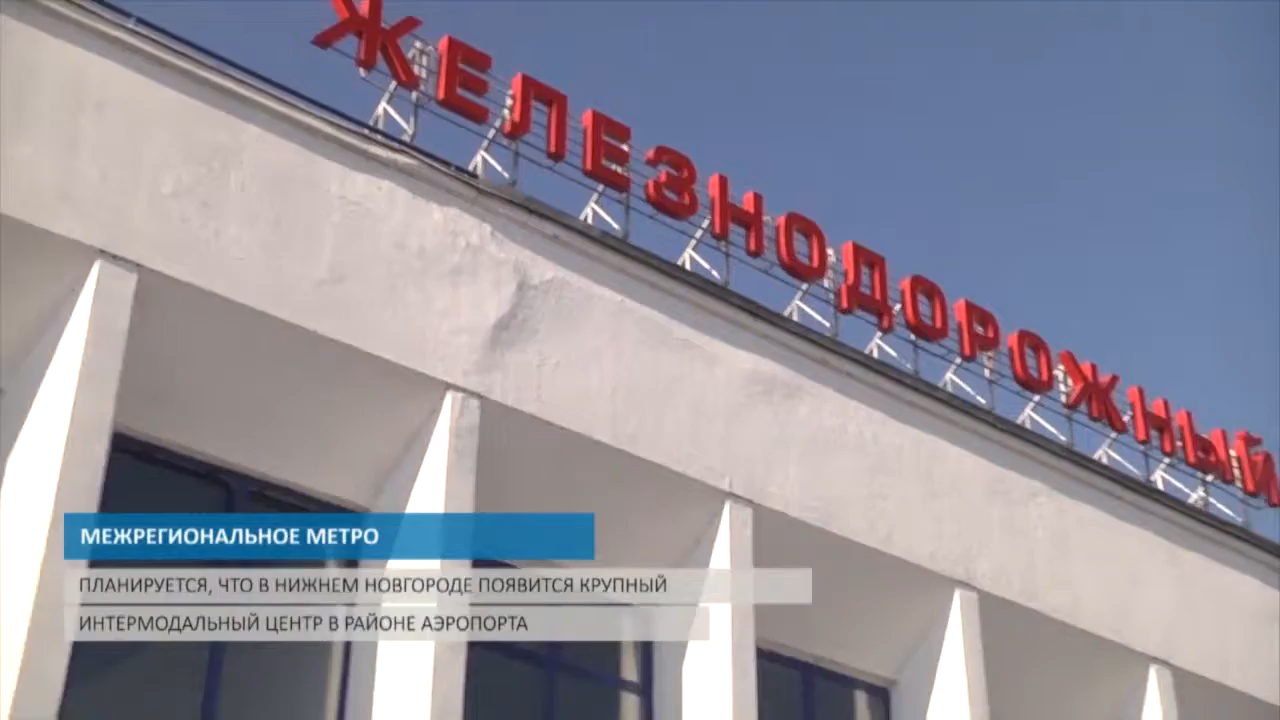 ЖЕЛЕЗНОДОРОЖНЫЙ
МЕЖРЕГИОНАЛЬНОЕ МЕТРО
ПЛАНИРУЕТСЯ, ЧТО В НИЖНЕМ НОВГОРОДЕ ПОЯВИТСЯ КРУПНЫЙ
ИНТЕРМОДАЛЬНЫЙ ЦЕНТР В РАЙОНЕ АЭРОПОРТА